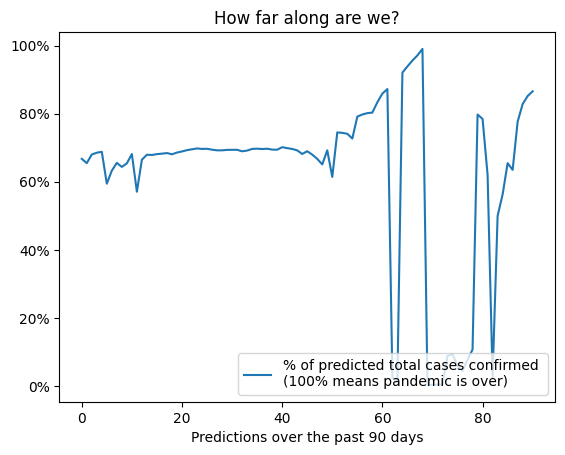 How far along are we?
100%
80%
60%
40%
20%
0%
% of predicted total cases confirmed
(100% means pandemic is over)
0
20
40
60
80
Predictions over the past 90 days